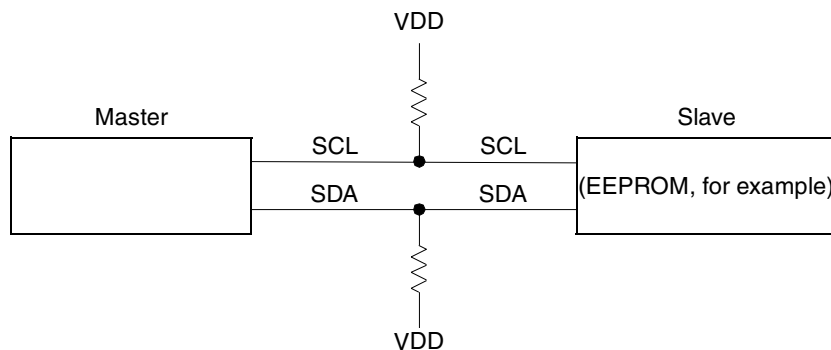 VDD
Master
Slave
SCL
SCL
(EEPROM, for example)
SDA
SDA
VDD